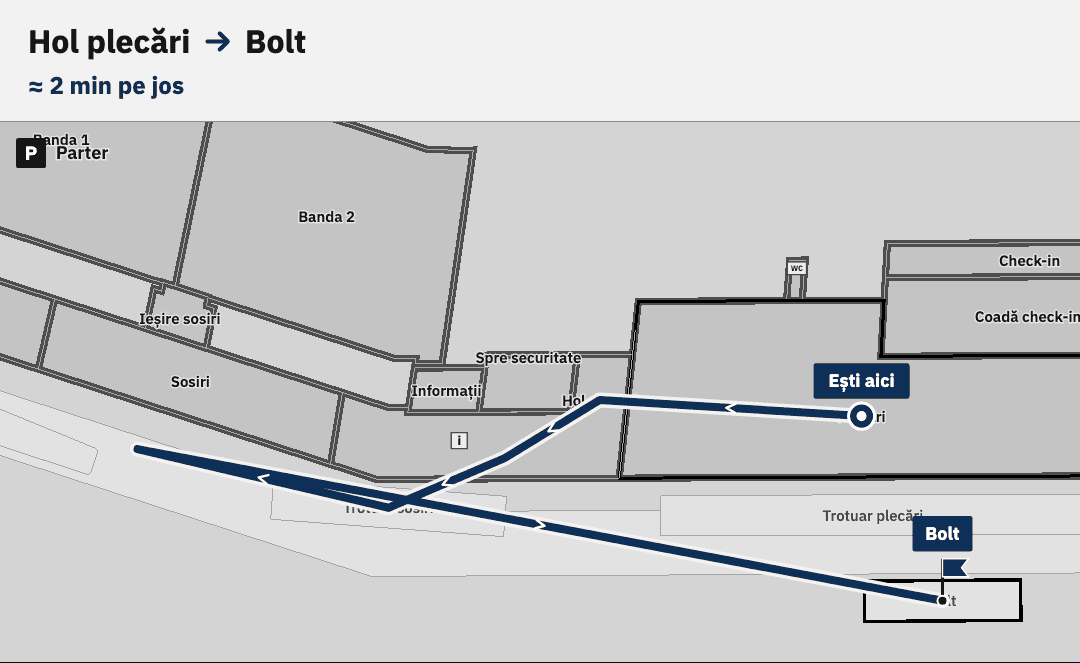 Hol plecări → Bolt
≈ 2 min pe jos
Banda 1
P Parter
Banda 2
wc
Check-in
Ieșire sosiri
Coadă check-in
Spre securitate
Sosiri
Informații
Ești aici
Hol
ri
i
Trotuar plecări
Bolt